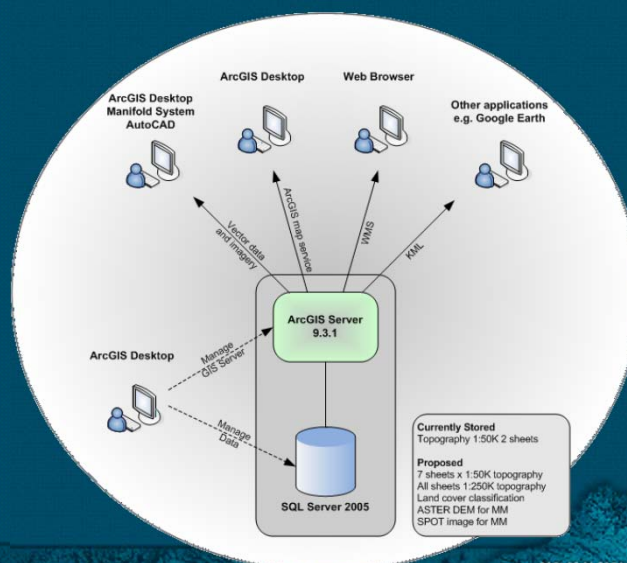 ArcGIS Desktop
Manifold System
AutoCAD
ArcGIS Desktop
Web Browser
Other applications
e.g. Google Earth
Vector data
and imagery
ArcGIS map service
WMS
KML
ArcGIS Server
9.3.1
ArcGIS Desktop
Manage
GIS Server
Manage
Data
SQL Server 2005
Currently Stored
Topography 1:50K 2 sheets
Proposed
7 sheets x 1:50K topography
All sheets 1:250K topography
Land cover classification
ASTER DEM for MM
SPOT image for MM